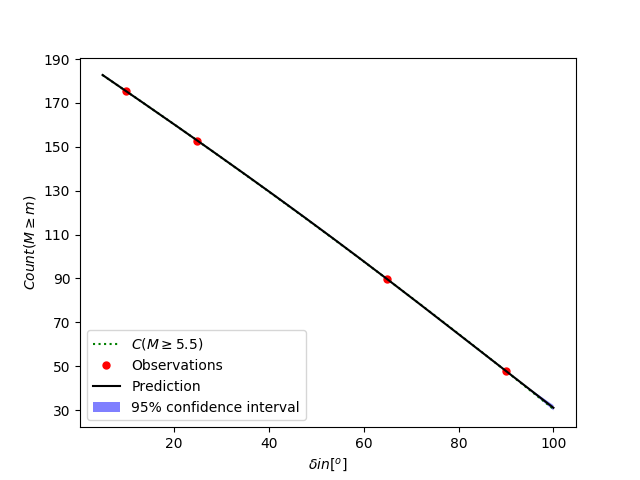 190
170
150
130
110
90
70
50
30
Count(M ≥ m)
C(M ≥ 5.5)
Observations
Prediction
95% confidence interval
20 40 60 80 100
δin[°]